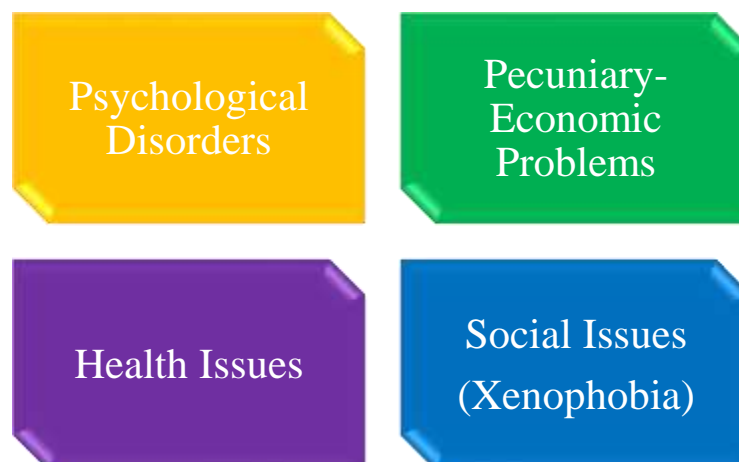 Psychological
Disorders
Pecuniary-
Economic
Problems
Health Issues
Social Issues
(Xenophobia)